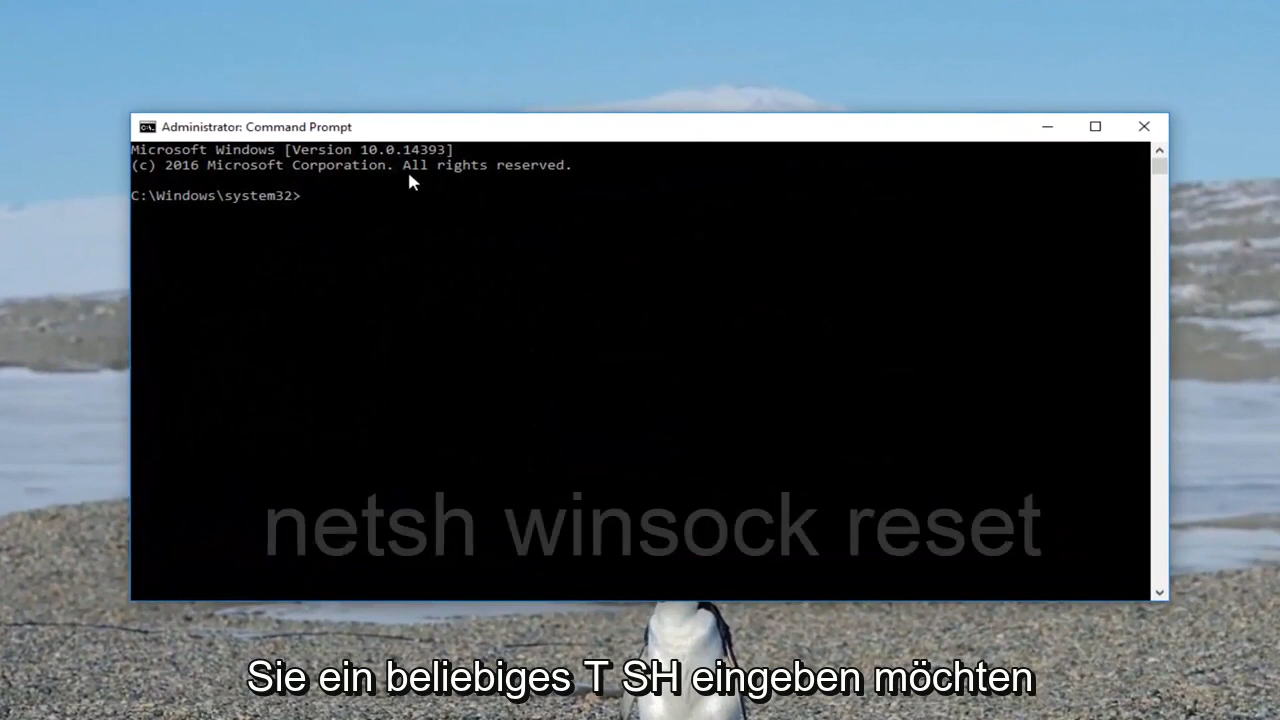 Administrator: Command Prompt
Microsoft Windows [Version 10.0.14393]
(c) 2016 Microsoft Corporation. All rights reserved.
C:\Windows\system32>
netsh winsock reset
Sie ein beliebiges T SH eingeben möchten